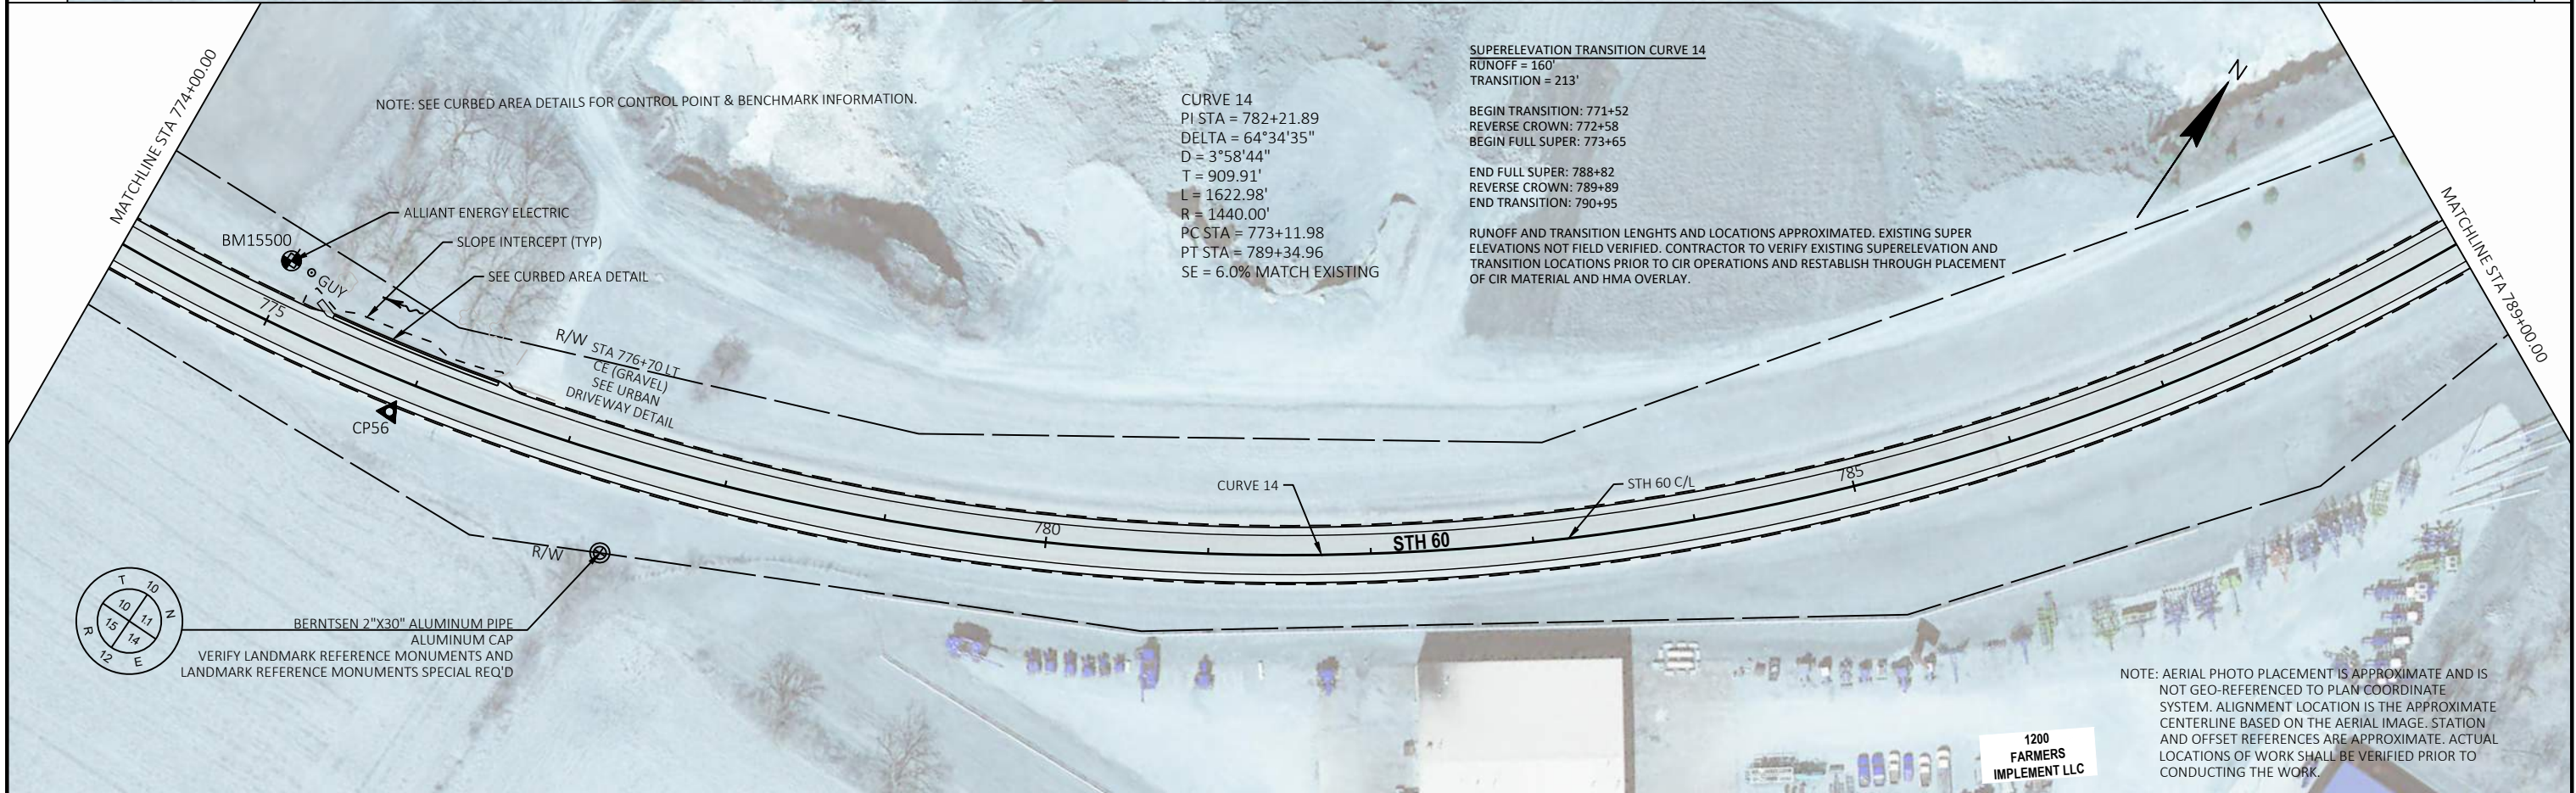 MATCHLINE STA 774+00.00
NOTE: SEE CURBED AREA DETAILS FOR CONTROL POINT & BENCHMARK INFORMATION.
CURVE 14
PI STA = 782+21.89
DELTA = 64°34'35"
D = 3°58'44"
T = 909.91'
L = 1622.98'
R = 1440.00'
PC STA = 773+11.98
PT STA = 789+34.96
SE = 6.0% MATCH EXISTING
SUPERELEVATION TRANSITION CURVE 14
RUNOFF = 160'
TRANSITION = 213'
BEGIN TRANSITION: 771+52
REVERSE CROWN: 772+58
BEGIN FULL SUPER: 773+65
END FULL SUPER: 788+82
REVERSE CROWN: 789+89
END TRANSITION: 790+95
RUNOFF AND TRANSITION LENGHTS AND LOCATIONS APPROXIMATED. EXISTING SUPER
ELEVATIONS NOT FIELD VERIFIED. CONTRACTOR TO VERIFY EXISTING SUPERELEVATION AND
TRANSITION LOCATIONS PRIOR TO CIR OPERATIONS AND RESTABLISH THROUGH PLACEMENT
OF CIR MATERIAL AND HMA OVERLAY.
N
MATCHLINE STA 789+00.00
ALLIANT ENERGY ELECTRIC
BM15500
SLOPE INTERCEPT (TYP)
SEE CURBED AREA DETAIL
GUY
775
R/W
STA 776+70 LT
CE (GRAVEL)
SEE URBAN
DRIVEWAY DETAIL
CP56
CURVE 14
STH 60 C/L
785
780
STH 60
R/W
T 10 N
10 11
15 14
R 12 E
BERNTSEN 2"X30" ALUMINUM PIPE
ALUMINUM CAP
VERIFY LANDMARK REFERENCE MONUMENTS AND
LANDMARK REFERENCE MONUMENTS SPECIAL REQ'D
1200
FARMERS
IMPLEMENT LLC
NOTE: AERIAL PHOTO PLACEMENT IS APPROXIMATE AND IS
NOT GEO-REFERENCED TO PLAN COORDINATE
SYSTEM. ALIGNMENT LOCATION IS THE APPROXIMATE
CENTERLINE BASED ON THE AERIAL IMAGE. STATION
AND OFFSET REFERENCES ARE APPROXIMATE. ACTUAL
LOCATIONS OF WORK SHALL BE VERIFIED PRIOR TO
CONDUCTING THE WORK.